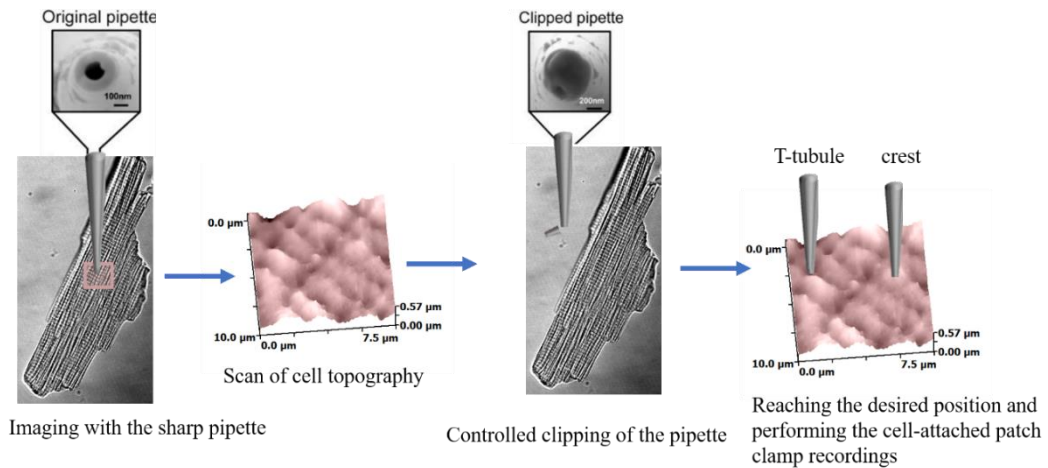 Original pipette
100nm
Imaging with the sharp pipette
0.0 µm
10.0 µm
0.0 µm
7.5 µm
0.57 µm
0.00 µm
Scan of cell topography
Clipped pipette
200nm
Controlled clipping of the pipette
T-tubule
crest
0.0 µm
10.0 µm
0.0 µm
7.5 µm
0.57 µm
0.00 µm
Reaching the desired position and
performing the cell-attached patch
clamp recordings